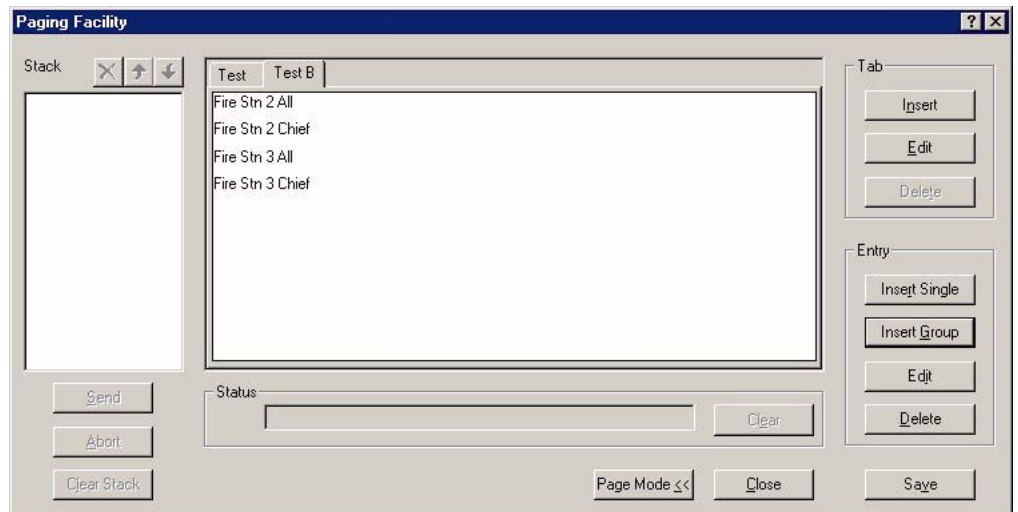 Paging Facility
Stack
Test
Test B
Fire Stn 2 All
Fire Stn 2 Chief
Fire Stn 3 All
Fire Stn 3 Chief
Tab
Insert
Edit
Delete
Entry
Insert Single
Insert Group
Edit
Delete
Send
Abort
Clear Stack
Status
Clear
Page Mode <<
Close
Save